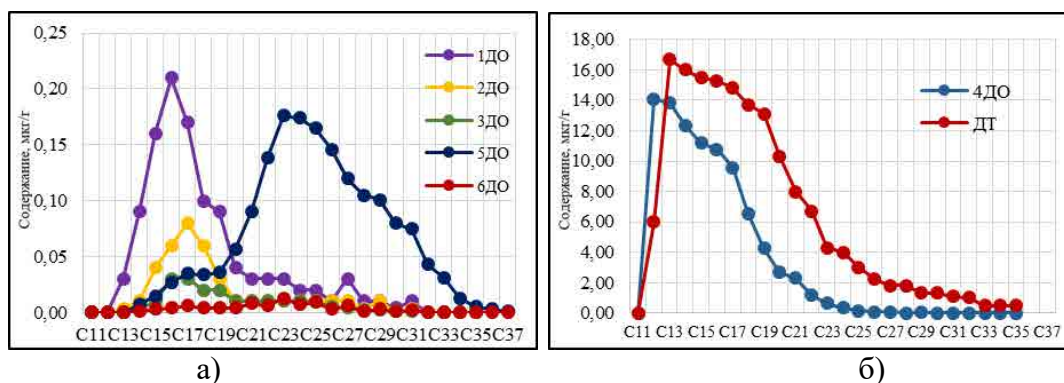 0,25
0,20
0,15
0,10
0,05
0,00
Содержание, мкг/т
1ДО
2ДО
3ДО
5ДО
6ДО
C11 C13 C15 C17 C19 C21 C23 C25 C27 C29 C31 C33 C35 C37
а)
18,00
16,00
14,00
12,00
10,00
8,00
6,00
4,00
2,00
0,00
Содержание, мкг/т
4ДО
ДТ
C11 C13 C15 C17 C19 C21 C23 C25 C27 C29 C31 C33 C35 C37
б)